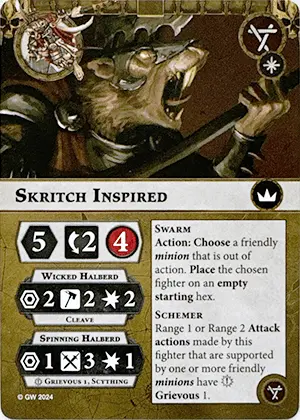 SKRITCH INSPIRED
5 2 4
WICKED HALBERD
2 2 2
CLEAVE
SPINNING HALBERD
1 3 1
GRIEVOUS 1, SCYTHING
© GW 2024
SWARM
Action: Choose a friendly
minion that is out of
action. Place the chosen
fighter on an empty
starting hex.
SCHEMER
Range 1 or Range 2 Attack
actions made by this
fighter that are supported
by one or more friendly
minions have
Grievous 1.